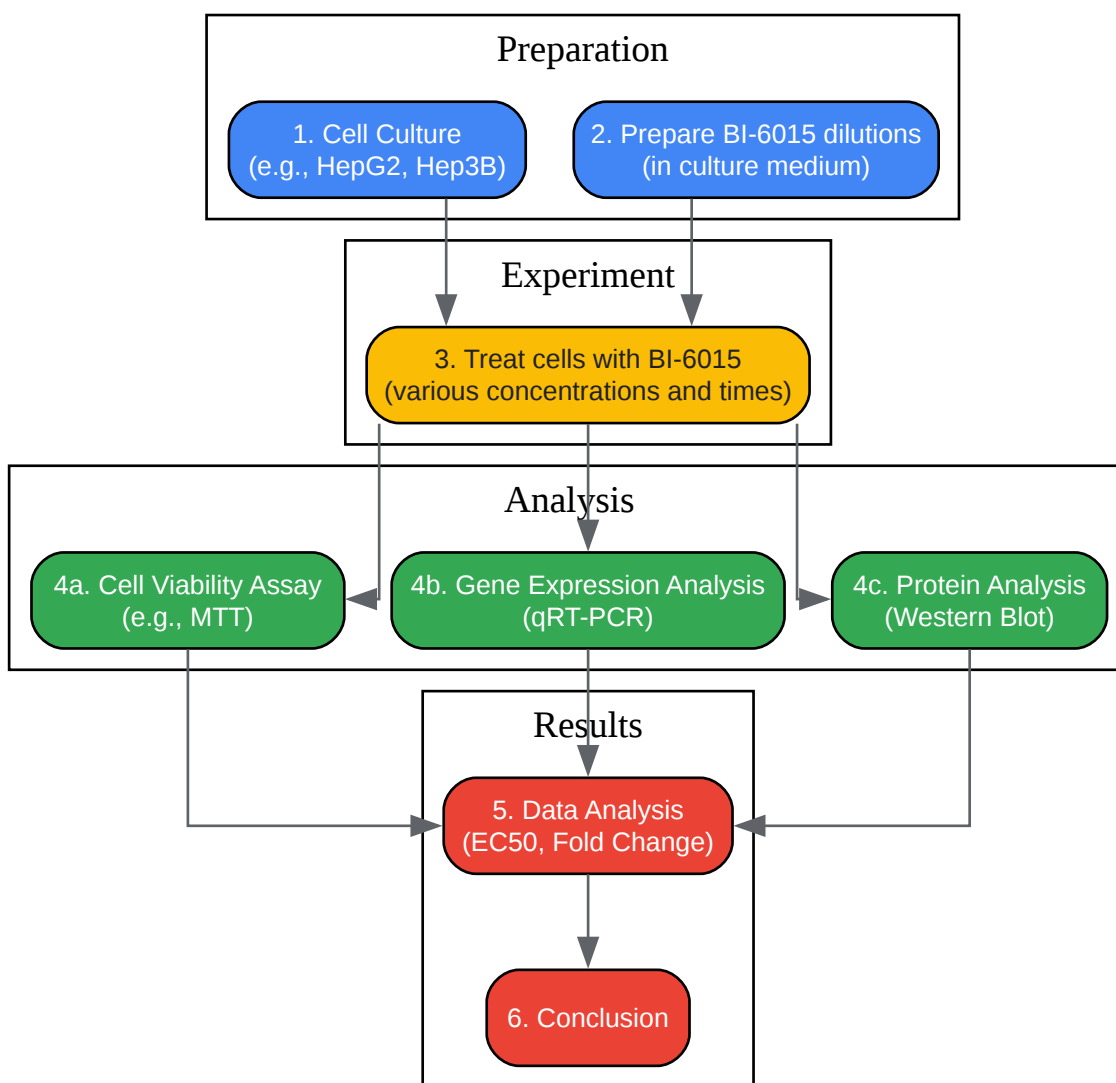 Preparation
1. Cell Culture
(e.g., HepG2, Hep3B)
2. Prepare BI-6015 dilutions
(in culture medium)
Experiment
3. Treat cells with BI-6015
(various concentrations and times)
Analysis
4a. Cell Viability Assay
(e.g., MTT)
4b. Gene Expression Analysis
(qRT-PCR)
4c. Protein Analysis
(Western Blot)
Results
5. Data Analysis
(EC50, Fold Change)
6. Conclusion